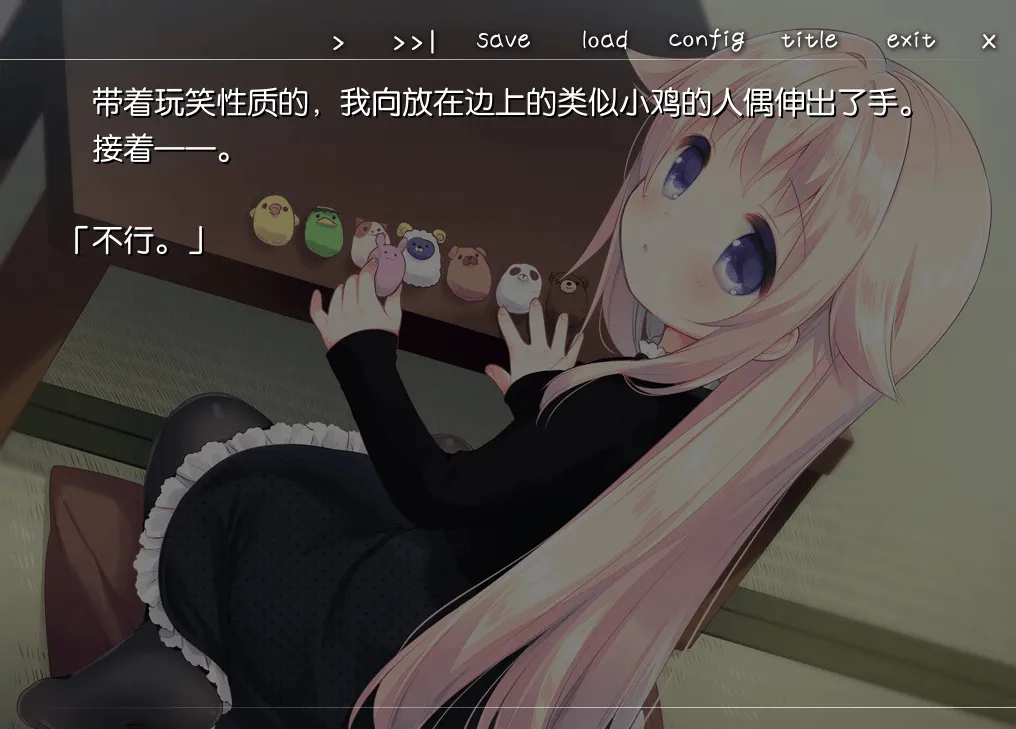 > >>| save load config title exit x
带着玩笑性质的，我向放在边上的类似小鸡的人偶伸出了手。
接着——。
「不行。」